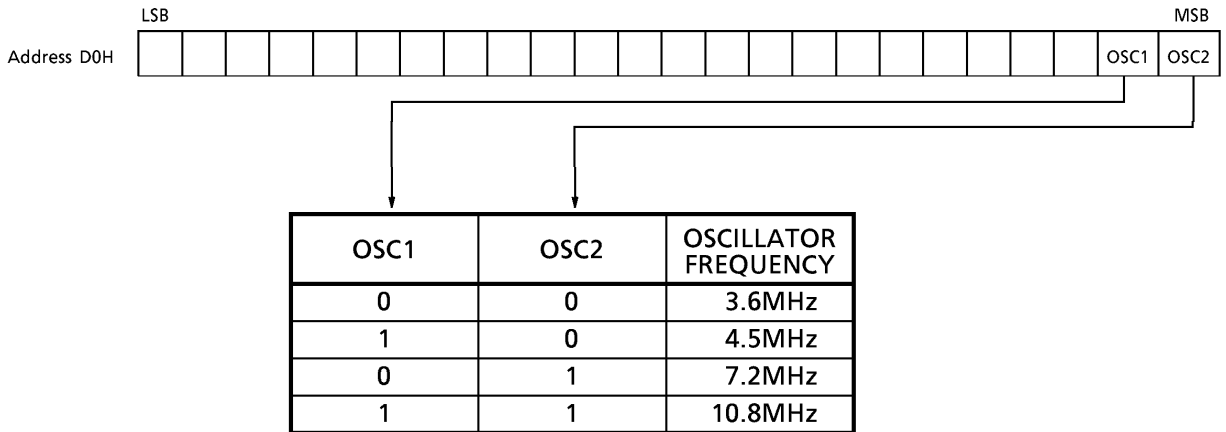 LSB MSB
Address D0H OSC1 OSC2
OSC1 OSC2 OSCILLATOR FREQUENCY
0 0 3.6MHz
1 0 4.5MHz
0 1 7.2MHz
1 1 10.8MHz